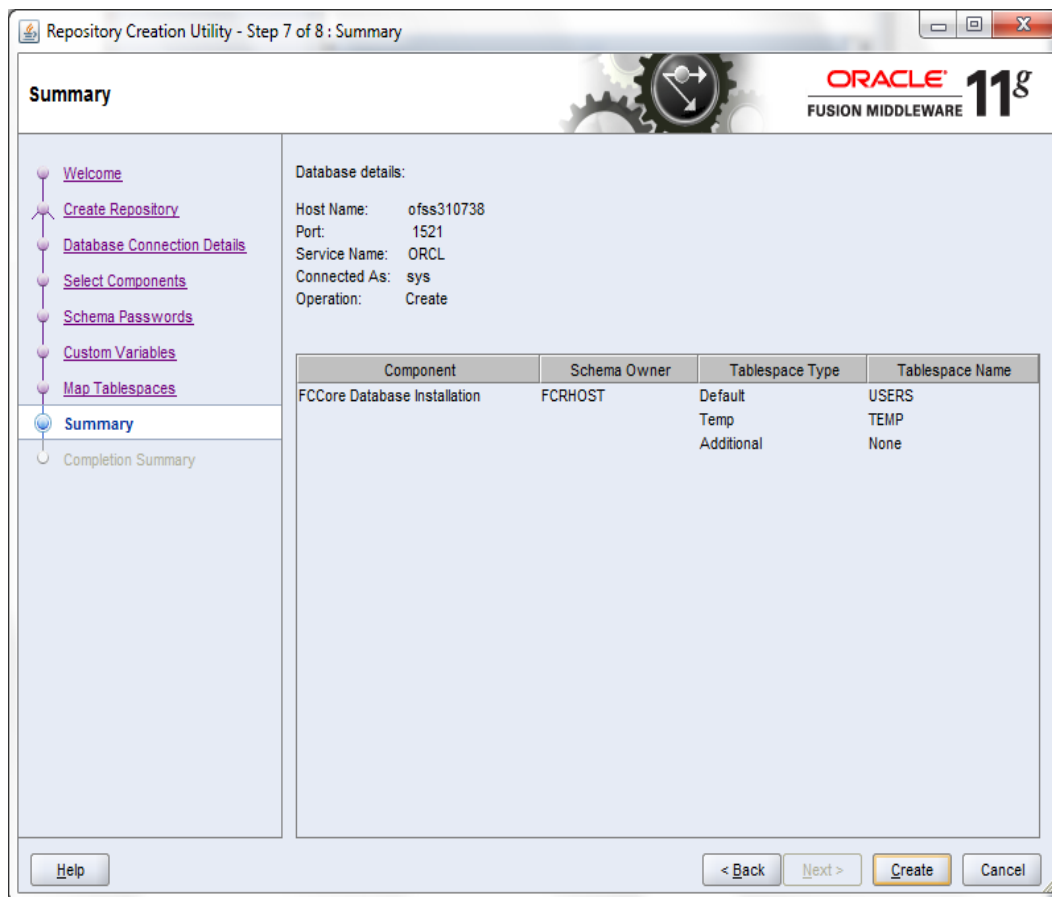 Repository Creation Utility - Step 7 of 8 : Summary
Summary
ORACLE
FUSION MIDDLEWARE
11g
Welcome
Create Repository
Database Connection Details
Select Components
Schema Passwords
Custom Variables
Map Tablespaces
Summary
Completion Summary
Database details:
Host Name: ofss310738
Port: 1521
Service Name: ORCL
Connected As: sys
Operation: Create
Component Schema Owner Tablespace Type Tablespace Name
FCCore Database Installation FCRHOST Default USERS
Temp TEMP
Additional None
Help < Back Next > Create Cancel